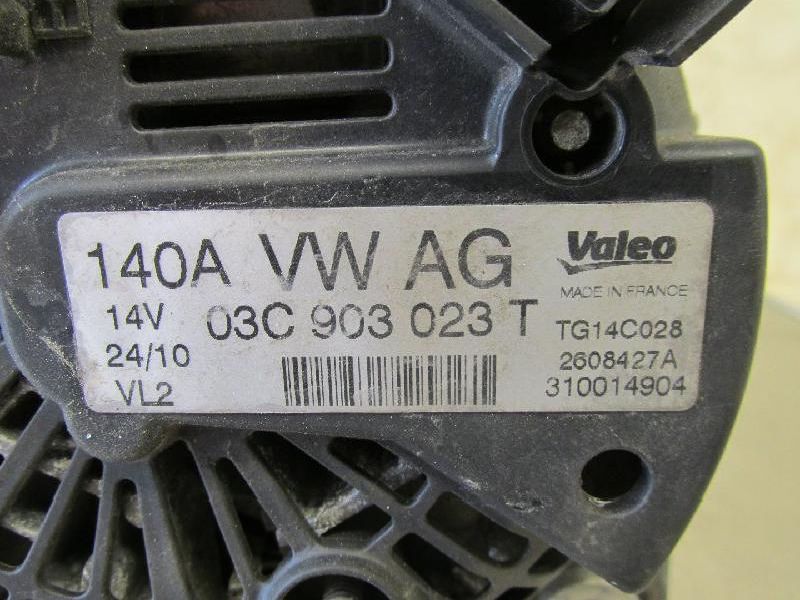 140A VW AG Valeo
MADE IN FRANCE
14V 03C 903 023 T TG14C028
24/10 2608427A
VL2 310014904